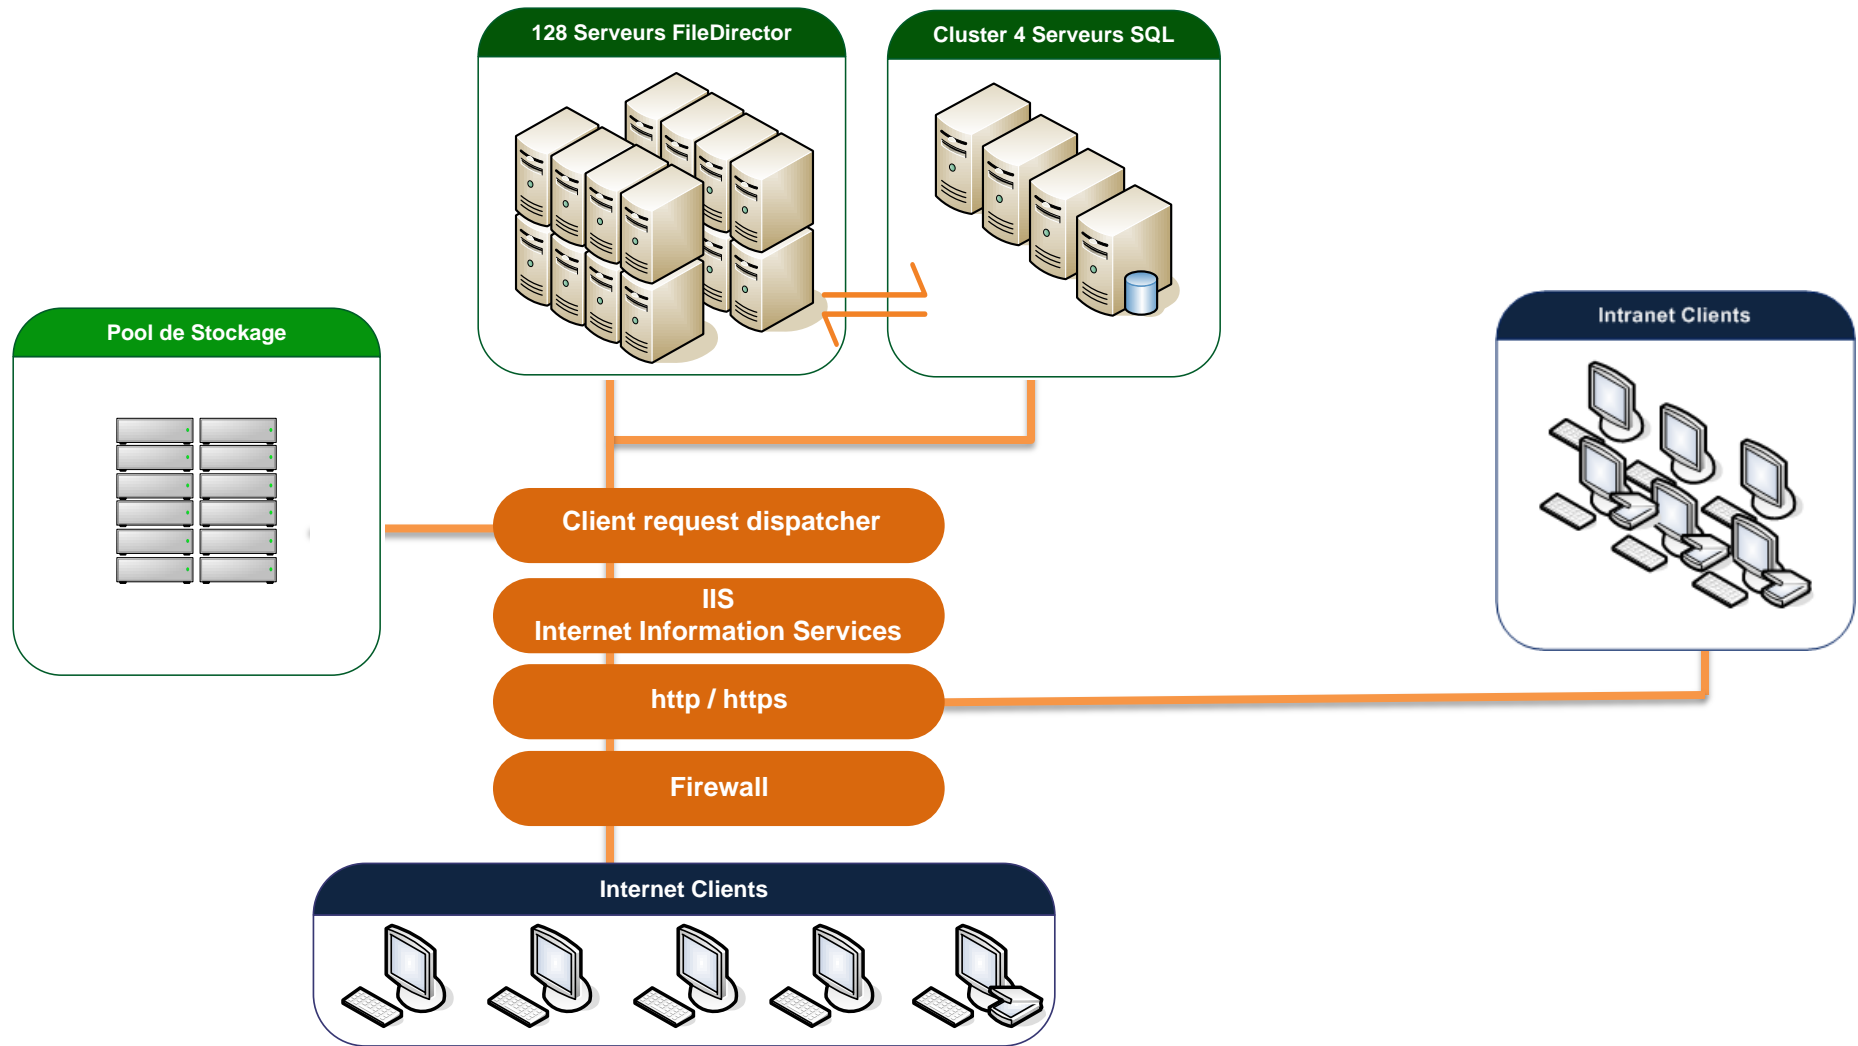 128 Serveurs FileDirector
Cluster 4 Serveurs SQL
Pool de Stockage
Intranet Clients
Client request dispatcher
IIS
Internet Information Services
http / https
Firewall
Internet Clients